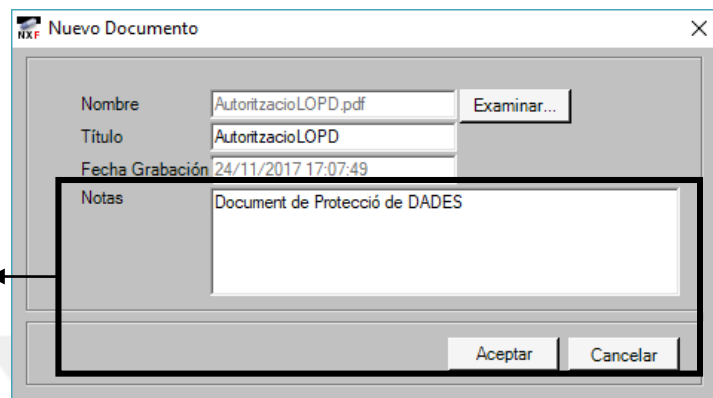 NXF Nuevo Documento
Nombre AutoritzacioLOPD.pdf Examinar...
Título AutoritzacioLOPD
Fecha Grabación 24/11/2017 17:07:49
Notas Document de Protecció de DADES
Aceptar Cancelar